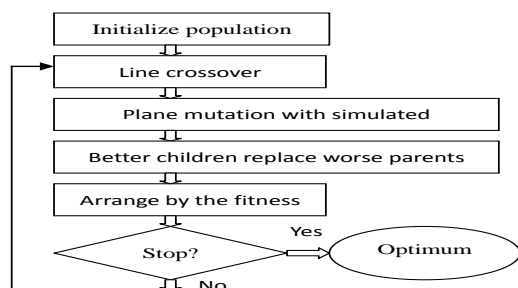 Initialize population
Line crossover
Plane mutation with simulated
Better children replace worse parents
Arrange by the fitness
Yes
Stop?
Optimum
No